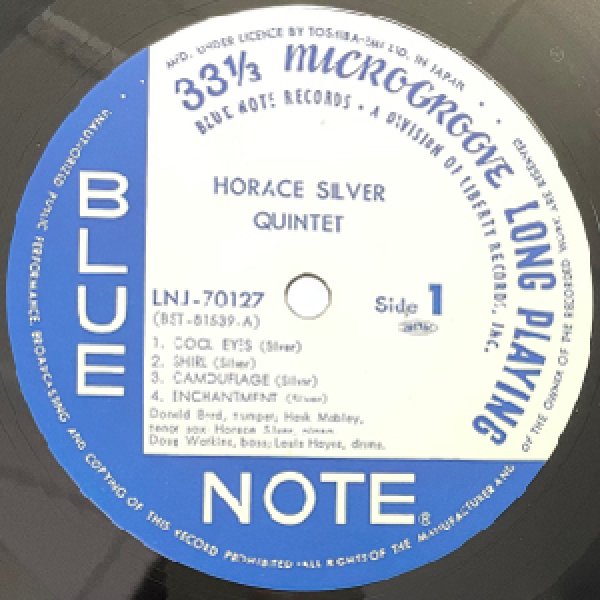 MF'D. UNDER LICENCE BY TOSHIBA-EMI LTD. IN JAPAN
33 1/3 MICROGROOVE LONG PLAYING
BLUE NOTE RECORDS • A DIVISION OF LIBERTY RECORDS, INC.
HORACE SILVER
QUINTET
LNJ-70127
Side 1
(BST-81539-A)
1. COOL EYES (Silver)
2. SHIRL (Silver)
3. CAMOUFLAGE (Silver)
4. ENCHANTMENT (Silver)
Donald Byrd, trumpet; Hank Mobley,
tenor sax Horace Silver, piano
Doug Watkins, bass; Louis Hayes, drums.
BLUE
NOTE®
UNAUTHORIZED PUBLIC PERFORMANCE, BROADCASTING AND COPYING OF THIS RECORD PROHIBITED • ALL RIGHTS OF THE MANUFACTURER AND OF THE OWNER OF THE RECORDED WORK ARE RESERVED